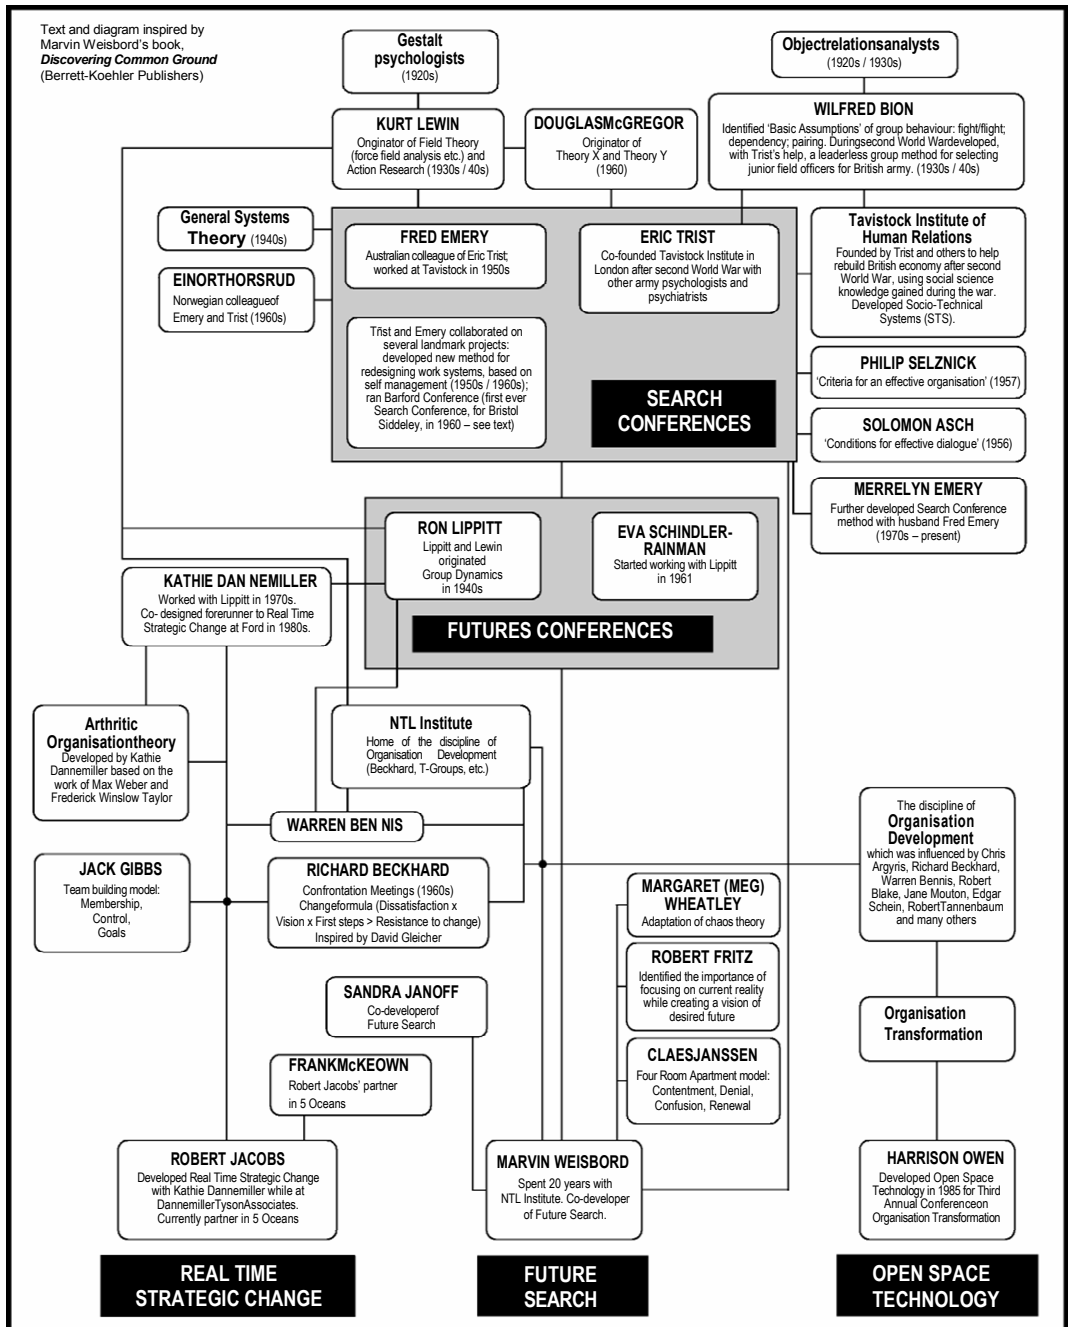 Text and diagram inspired by
Marvin Weisbord's book,
Discovering Common Ground
(Berrett-Koehler Publishers)
Gestalt
psychologists
(1920s)
Objectrelationsanalysts
(1920s / 1930s)
KURT LEWIN
Onginator of Field Theory
(force field analysis etc.) and
Action Research (1930s / 40s)
DOUGLASMcGREGOR
Originator of
Theory X and Theory Y
(1960)
WILFRED BION
Identified 'Basic Assumptions' of group behaviour: fight/flight;
dependency; pairing. Duringsecond World Wardeveloped,
with Trist's help, a leaderless group method for selecting
junior field officers for British army. (1930s / 40s)
General Systems
Theory (1940s)
EINORTHORSRUD
Norwegian colleagueof
Emery and Trist (1960s)
FRED EMERY
Australian colleague of Eric Trist;
worked at Tavistock in 1950s
ERIC TRIST
Co-founded Tavistock Institute in
London after second World War with
other army psychologists and
psychiatrists
Tavistock Institute of
Human Relations
Founded by Trist and others to help
rebuild British economy after second
World War, using social science
knowledge gained during the war.
Developed Socio-Technical
Systems (STS).
Tñst and Emery collaborated on
several landmark projects:
developed new method for
redesigning work systems, based on
self management (1950s / 1960s);
ran Barford Conference (first ever
Search Conference, for Bristol
Siddeley, in 1960 – see text)
SEARCH
CONFERENCES
PHILIP SELZNICK
'Criteria for an effective organisation' (1957)
SOLOMON ASCH
'Conditions for effective dialogue' (1956)
MERRELYN EMERY
Further developed Search Conference
method with husband Fred Emery
(1970s – present)
RON LIPPITT
Lippitt and Lewin
originated
Group Dynamics
in 1940s
EVA SCHINDLER-
RAINMAN
Started working with Lippitt
in 1961
FUTURES CONFERENCES
KATHIE DAN NEMILLER
Worked with Lippitt in 1970s.
Co- designed forerunner to Real Time
Strategic Change at Ford in 1980s.
Arthritic
Organisationtheory
Developed by Kathie
Dannemiller based on the
work of Max Weber and
Frederick Winslow Taylor
NTL Institute
Home of the discipline of
Organisation Development
(Beckhard, T-Groups, etc.)
WARREN BEN NIS
The discipline of
Organisation
Development
which was influenced by Chris
Argyris, Richard Beckhard,
Warren Bennis, Robert
Blake, Jane Mouton, Edgar
Schein, RobertTannenbaum
and many others
JACK GIBBS
Team building model:
Membership,
Control,
Goals
RICHARD BECKHARD
Confrontation Meetings (1960s)
Changeformula (Dissatisfaction x
Vision x First steps > Resistance to change)
Inspired by David Gleicher
MARGARET (MEG)
WHEATLEY
Adaptation of chaos theory
ROBERT FRITZ
Identified the importance of
focusing on current reality
while creating a vision of
desired future
SANDRA JANOFF
Co-developerof
Future Search
Organisation
Transformation
CLAESJANSSEN
Four Room Apartment model:
Contentment, Denial,
Confusion, Renewal
FRANKMcKEOWN
Robert Jacobs' partner
in 5 Oceans
ROBERT JACOBS
Developed Real Time Strategic Change
with Kathie Dannemiller while at
DannemillerTysonAssociates.
Currently partner in 5 Oceans
MARVIN WEISBORD
Spent 20 years with
NTL Institute. Co-developer
of Future Search.
HARRISON OWEN
Developed Open Space
Technology in 1985 for Third
Annual Conferenceon
Organisation Transformation
REAL TIME
STRATEGIC CHANGE
FUTURE
SEARCH
OPEN SPACE
TECHNOLOGY